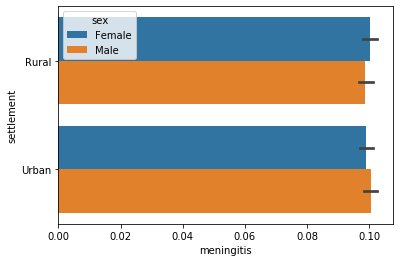 sex
Female
Male
Rural
Urban
settlement
0.00 0.02 0.04 0.06 0.08 0.10
meningitis